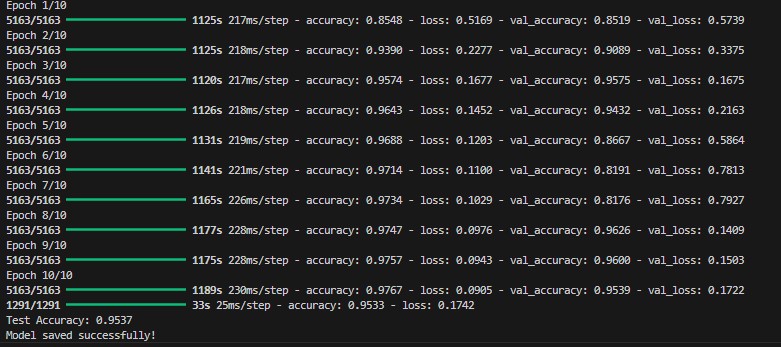 Epoch 1/10
5163/5163 1125s 217ms/step - accuracy: 0.8548 - loss: 0.5169 - val_accuracy: 0.8519 - val_loss: 0.5739
Epoch 2/10
5163/5163 1125s 218ms/step - accuracy: 0.9390 - loss: 0.2277 - val_accuracy: 0.9089 - val_loss: 0.3375
Epoch 3/10
5163/5163 1120s 217ms/step - accuracy: 0.9574 - loss: 0.1677 - val_accuracy: 0.9575 - val_loss: 0.1675
Epoch 4/10
5163/5163 1126s 218ms/step - accuracy: 0.9643 - loss: 0.1452 - val_accuracy: 0.9432 - val_loss: 0.2163
Epoch 5/10
5163/5163 1131s 219ms/step - accuracy: 0.9688 - loss: 0.1203 - val_accuracy: 0.8667 - val_loss: 0.5864
Epoch 6/10
5163/5163 1141s 221ms/step - accuracy: 0.9714 - loss: 0.1100 - val_accuracy: 0.8191 - val_loss: 0.7813
Epoch 7/10
5163/5163 1165s 226ms/step - accuracy: 0.9734 - loss: 0.1029 - val_accuracy: 0.8176 - val_loss: 0.7927
Epoch 8/10
5163/5163 1177s 228ms/step - accuracy: 0.9747 - loss: 0.0976 - val_accuracy: 0.9626 - val_loss: 0.1409
Epoch 9/10
5163/5163 1175s 228ms/step - accuracy: 0.9757 - loss: 0.0943 - val_accuracy: 0.9600 - val_loss: 0.1503
Epoch 10/10
5163/5163 1189s 230ms/step - accuracy: 0.9767 - loss: 0.0905 - val_accuracy: 0.9539 - val_loss: 0.1722
1291/1291 33s 25ms/step - accuracy: 0.9533 - loss: 0.1742
Test Accuracy: 0.9537
Model saved successfully!